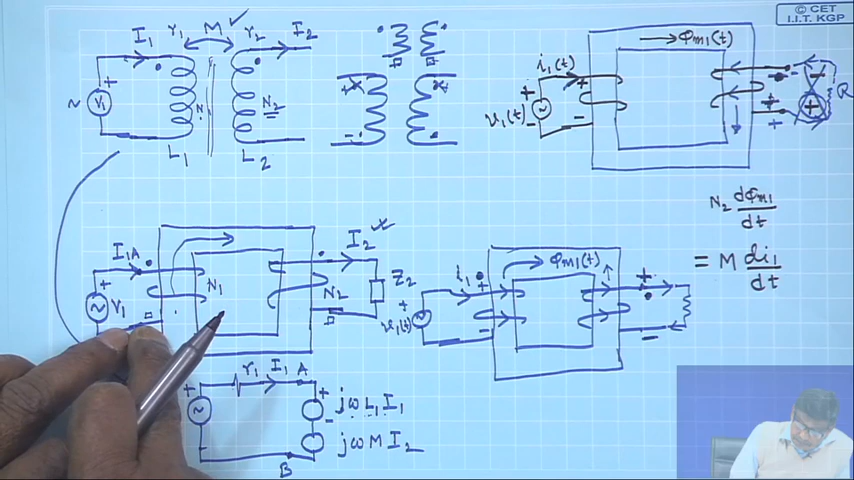 © CET
I.I.T. KGP
I₁ r₁ M r₂ I₂
+
~ V₁ N₁ N₂
L₁ L₂
+ -
→Φm₁(t)
i₁(t)
v₁(t) ~
+ -
R
N₂ dΦm₁/dt
= M di₁/dt
I₁ A I₂
+
~ V₁ N₁ N₂ Z₂
i₁ Φm₁(t)
v₁(t) ~
+ -
r₁ I₁ A
+ ~ +
- jωL₁I₁
jωMI₂
B